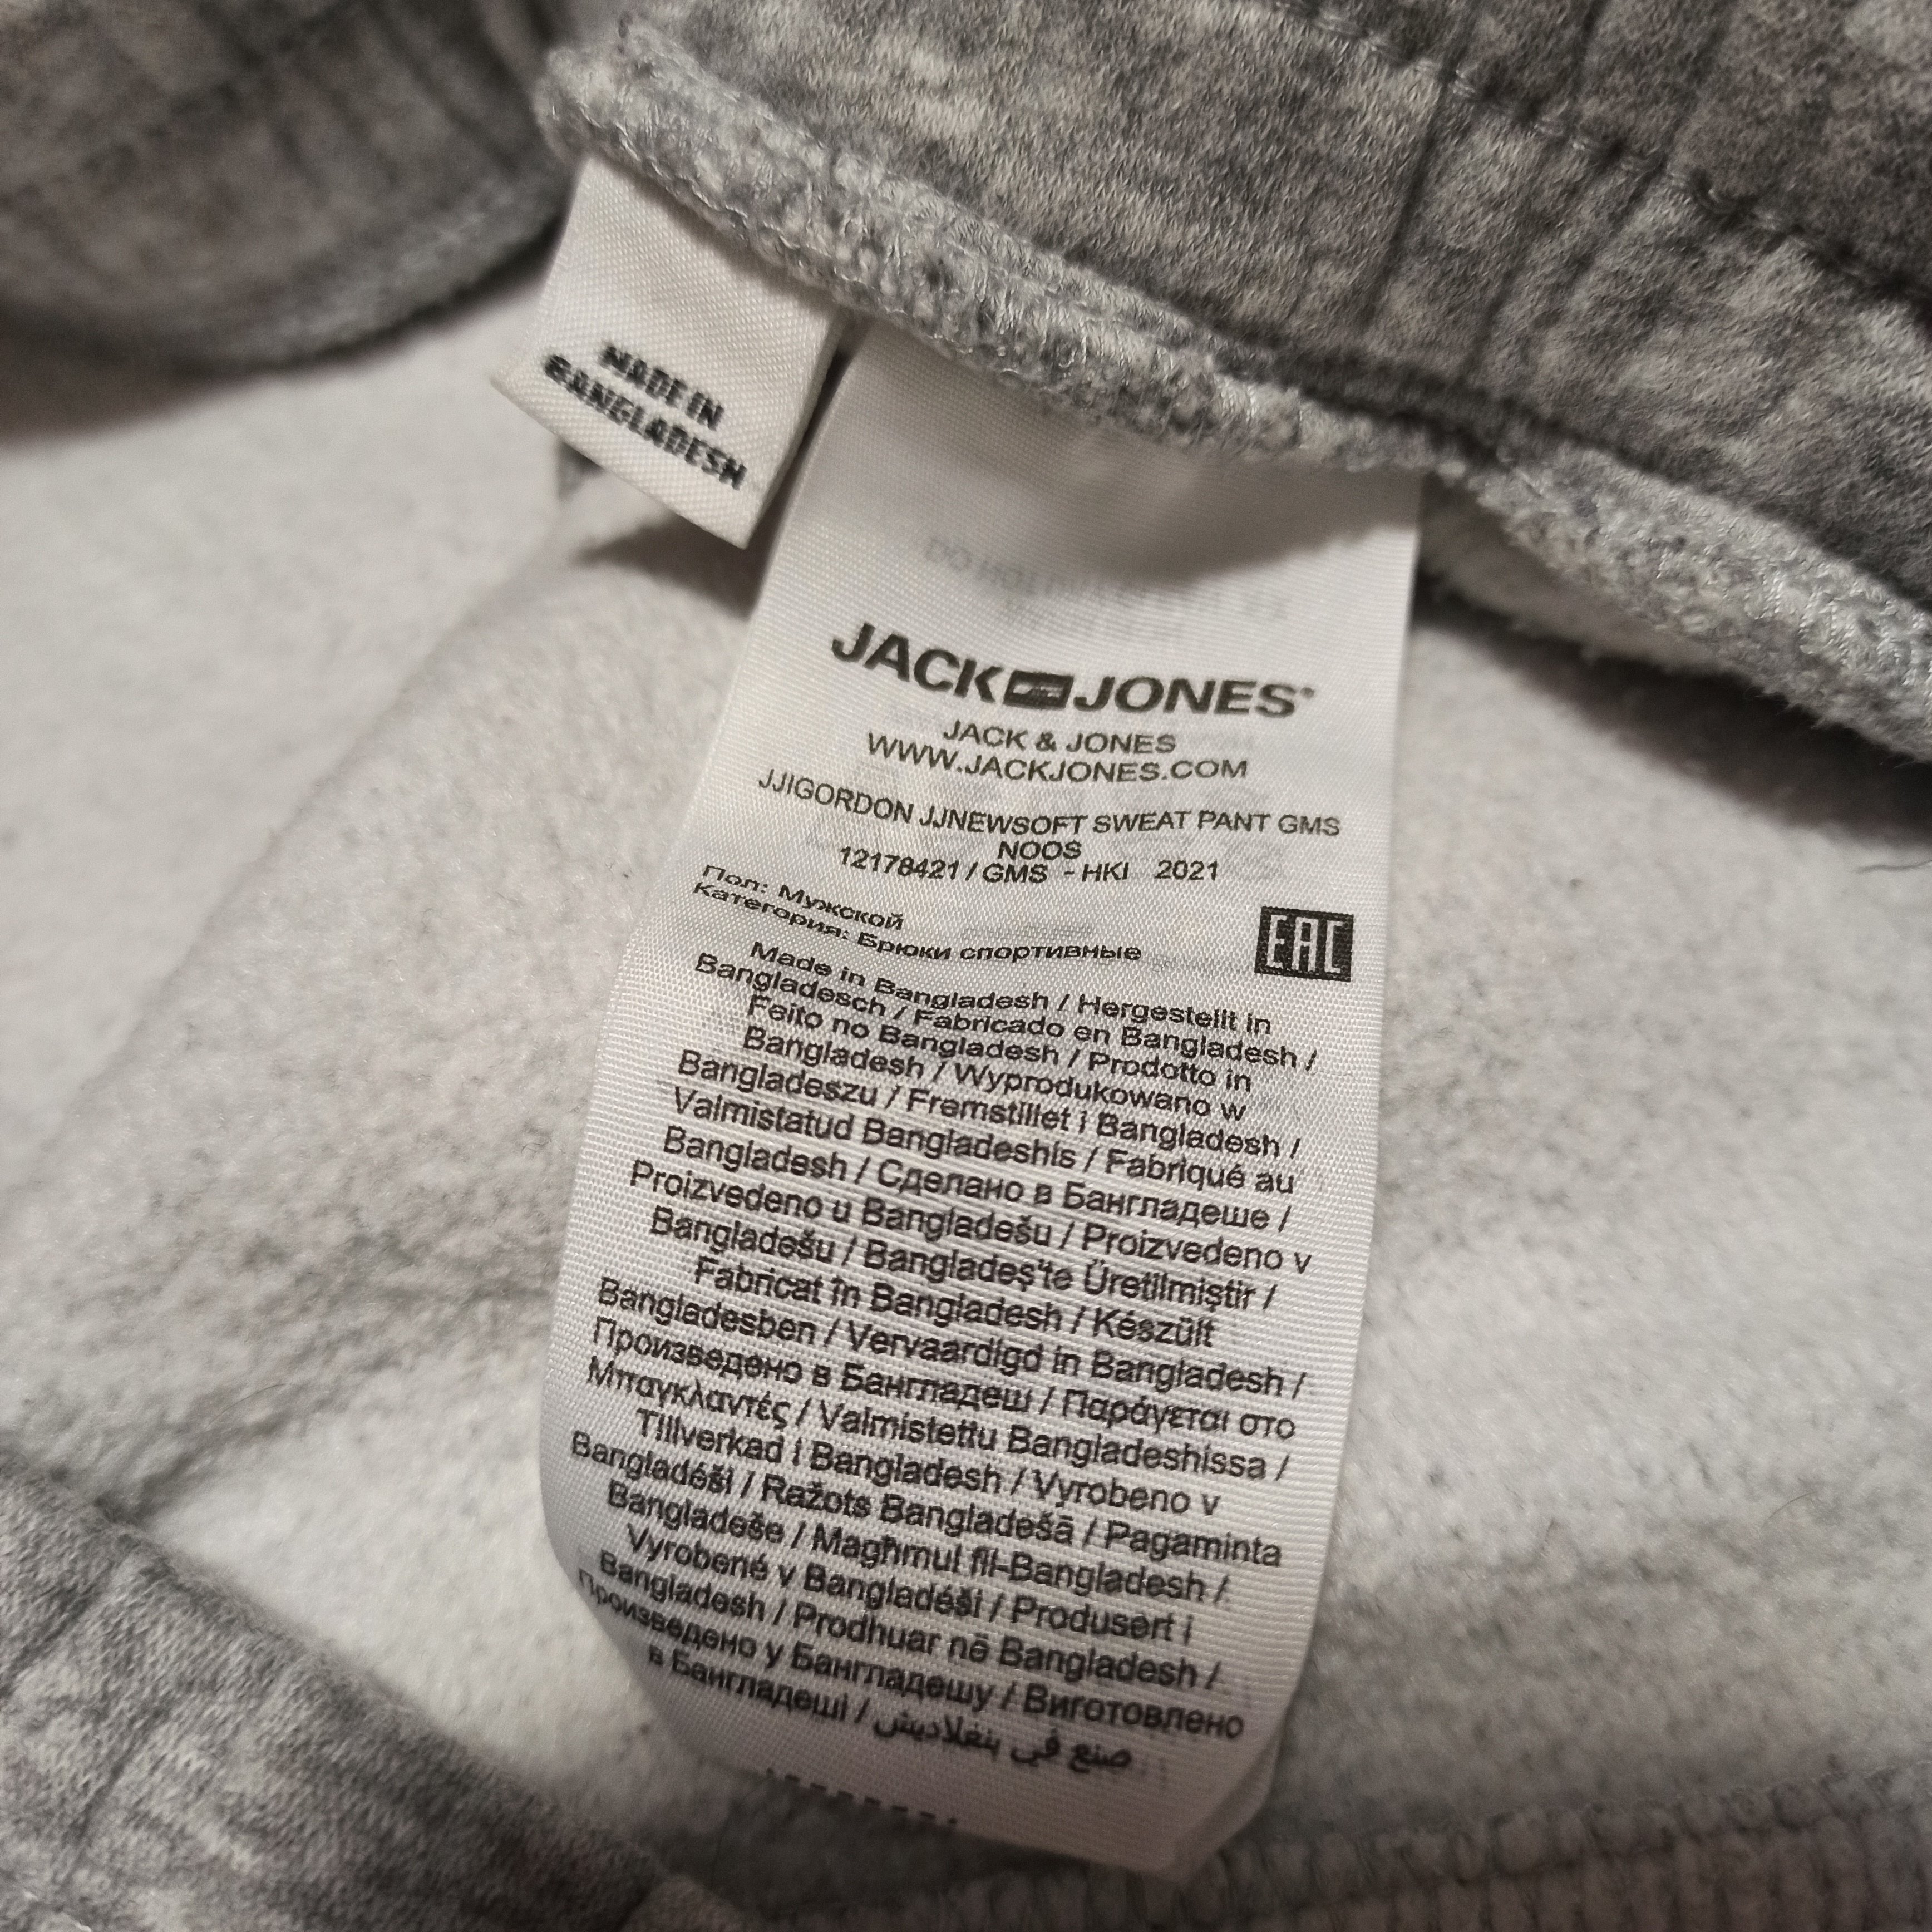 MADE IN
BANGLADESH
JACK JONES®
JACK & JONES
WWW.JACKJONES.COM
JJIGORDON JJNEWSOFT SWEAT PANT GMS
NOOS
12178421 / GMS - HKI 2021
Пол: Мужской
Категория: Брюки спортивные
EAC
Made in Bangladesh / Hergestellt in
Bangladesch / Fabricado en Bangladesh /
Feito no Bangladesh / Prodotto in
Bangladesh / Wyprodukowano w
Bangladeszu / Fremstillet i Bangladesh /
Valmistatud Bangladeshis / Fabriqué au
Bangladesh / Сделано в Бангладеше /
Proizvedeno u Bangladešu / Proizvedeno v
Bangladešu / Bangladeş'te Üretilmiştir /
Fabricat în Bangladesh / Készült
Bangladesben / Vervaardigd in Bangladesh /
Произведено в Бангладеш / Παράγεται στο
Μπαγκλαντές / Valmistettu Bangladeshissa /
Tillverkad i Bangladesh / Vyrobeno v
Bangladéši / Ražots Bangladešā / Pagaminta
Bangladeše / Magħmul fil-Bangladesh /
Vyrobené v Bangladéši / Produsert i
Bangladesh / Prodhuar në Bangladesh /
Произведено у Бангладешу / Виготовлено
в Бангладеші / صنع في بنغلاديش